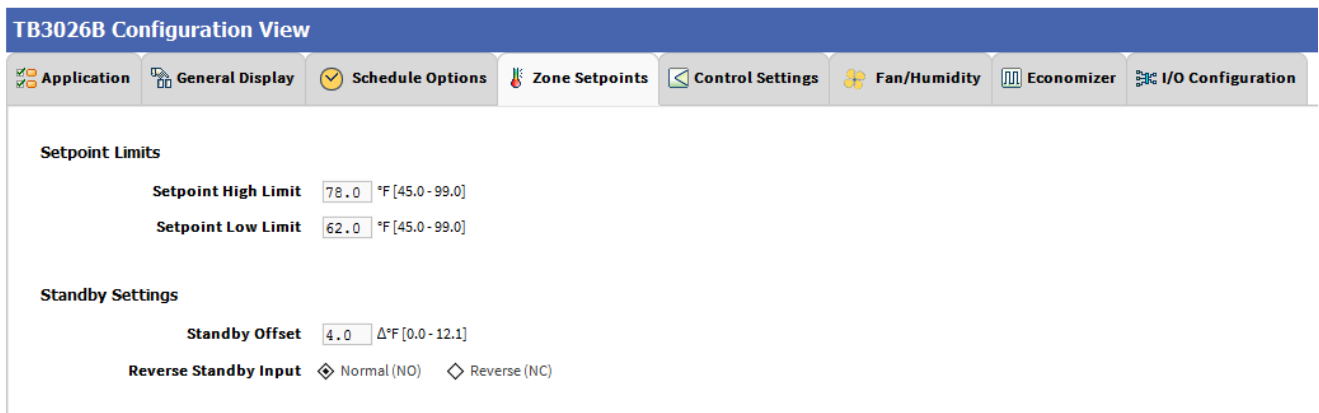 TB3026B Configuration View
Application General Display Schedule Options Zone Setpoints Control Settings Fan/Humidity Economizer I/O Configuration
Setpoint Limits
Setpoint High Limit 78.0 °F [45.0 - 99.0]
Setpoint Low Limit 62.0 °F [45.0 - 99.0]
Standby Settings
Standby Offset 4.0 Δ°F [0.0 - 12.1]
Reverse Standby Input Normal (NO) Reverse (NC)